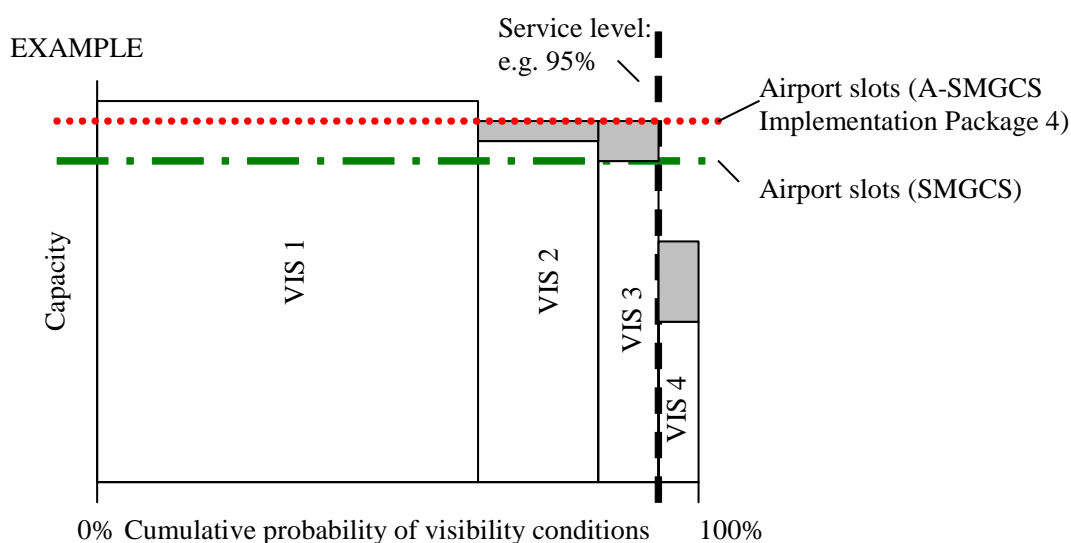 EXAMPLE
Service level:
e.g. 95%
Airport slots (A-SMGCS
Implementation Package 4)
Airport slots (SMGCS)
Capacity
VIS 1
VIS 2
VIS 3
VIS 4
0% Cumulative probability of visibility conditions 100%